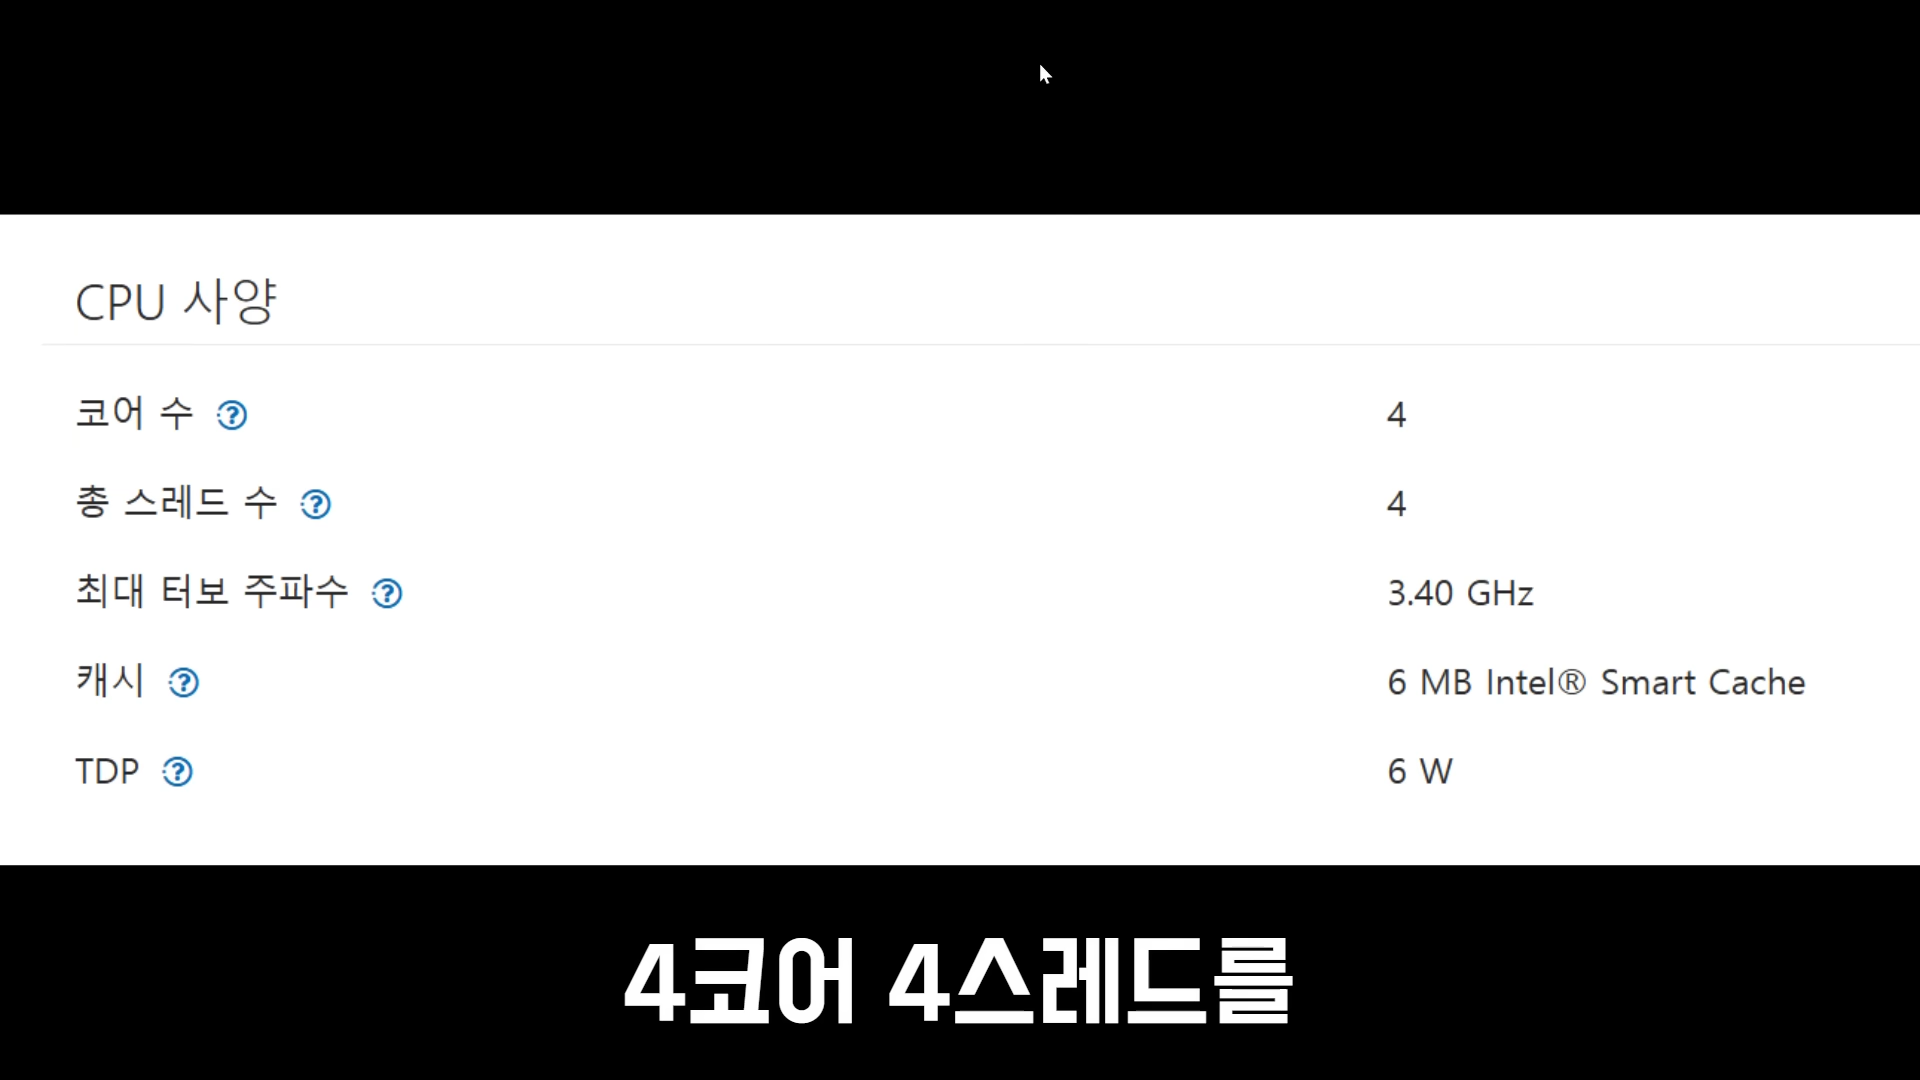 CPU 사양
코어 수 4
총 스레드 수 4
최대 터보 주파수 3.40 GHz
캐시 6 MB Intel® Smart Cache
TDP 6 W
4코어 4스레드를